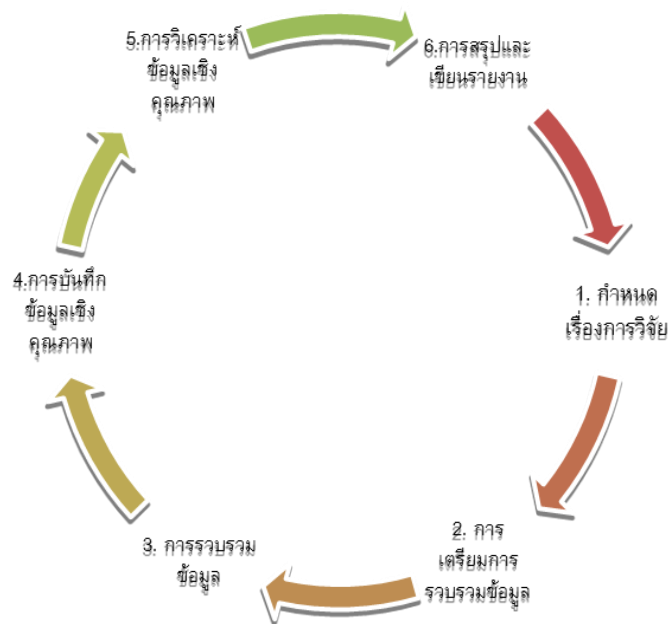 5.การวิเคราะห์
ข้อมูลเชิง
คุณภาพ
6.การสรุปและ
เขียนรายงาน
1. กำหนด
เรื่องการวิจัย
2. การ
เตรียมการ
รวบรวมข้อมูล
3. การรวบรวม
ข้อมูล
4.การบันทึก
ข้อมูลเชิง
คุณภาพ